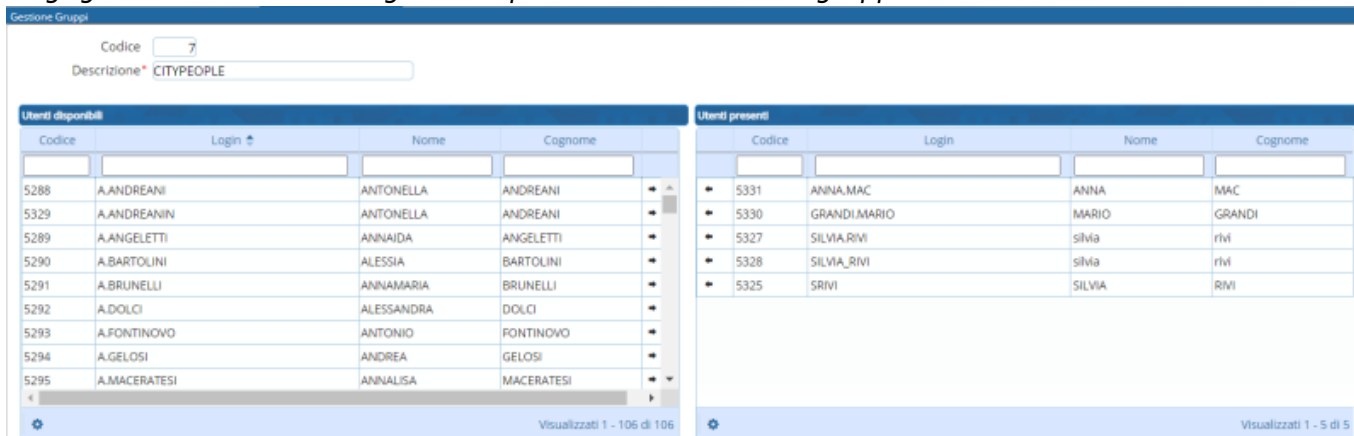 Gestione Gruppi
Codice 7
Descrizione* CITYPEOPLE
Utenti disponibili
Codice Login Nome Cognome
5288 A.ANDREANI ANTONELLA ANDREANI
5329 A.ANDREANIN ANTONELLA ANDREANI
5289 A.ANGELETTI ANNAIDA ANGELETTI
5290 A.BARTOLINI ALESSIA BARTOLINI
5291 A.BRUNELLI ANNAMARIA BRUNELLI
5292 A.DOLCI ALESSANDRA DOLCI
5293 A.FONTINOVO ANTONIO FONTINOVO
5294 A.GELOSI ANDREA GELOSI
5295 A.MACERATESI ANNALISA MACERATESI
Visualizzati 1 - 106 di 106
Utenti presenti
Codice Login Nome Cognome
5331 ANNA.MAC ANNA MAC
5330 GRANDI.MARIO MARIO GRANDI
5327 SILVIA.RIVI silvia rivi
5328 SILVIA_RIVI silvia rivi
5325 SRIVI SILVIA RIVI
Visualizzati 1 - 5 di 5